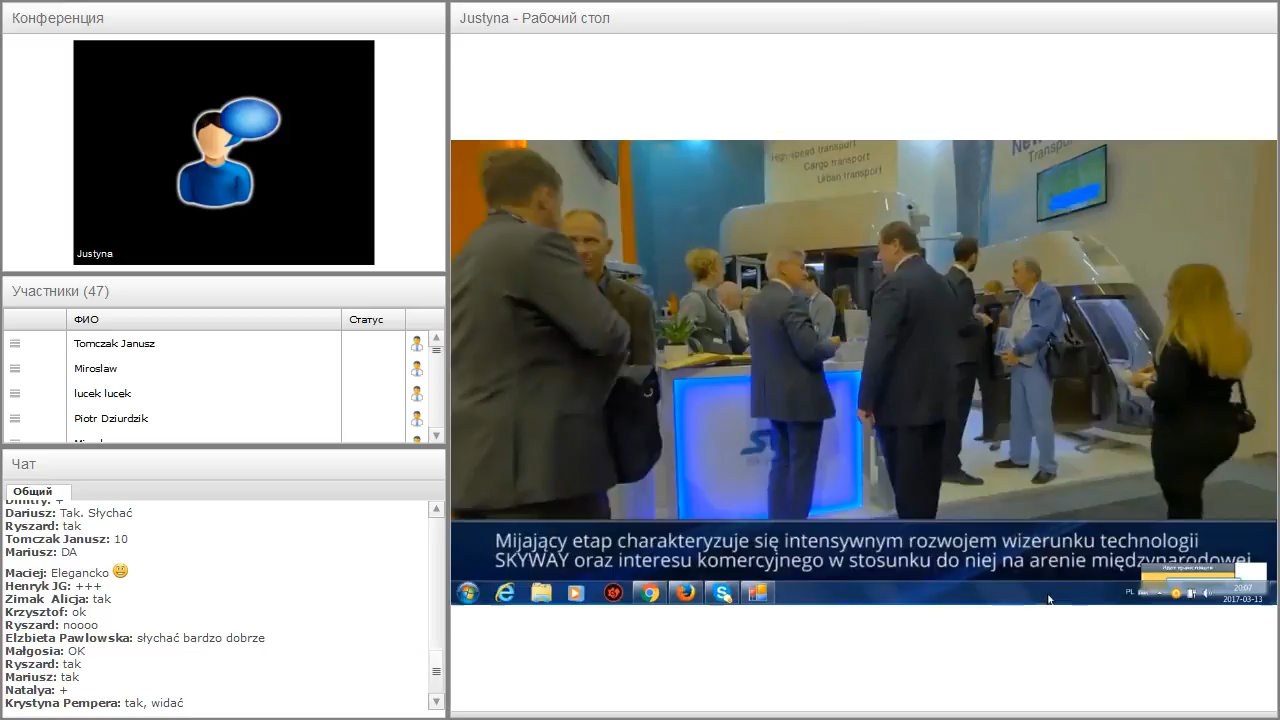 Конференция
Justyna
Участники (47)
ФИО
Статус
Tomczak Janusz
Miroslaw
lucek lucek
Piotr Dziurdzik
Чат
Общий
Dmitry: +
Dariusz: Tak. Słychać
Ryszard: tak
Tomczak Janusz: 10
Mariusz: DA
Maciej: Elegancko
Henryk JG: +++
Zimak Alicja: tak
Krzysztof: ok
Ryszard: noooo
Elzbieta Pawlowska: słychać bardzo dobrze
Małgosia: OK
Ryszard: tak
Mariusz: tak
Natalya: +
Krystyna Pempera: tak, widać
Justyna - Рабочий стол
High-speed transport
Cargo transport
Urban transport
Transport
Mijający etap charakteryzuje się intensywnym rozwojem wizerunku technologii
SKYWAY oraz interesu komercyjnego w stosunku do niej na arenie międzynarodowej
PL
20:07
2017-03-13